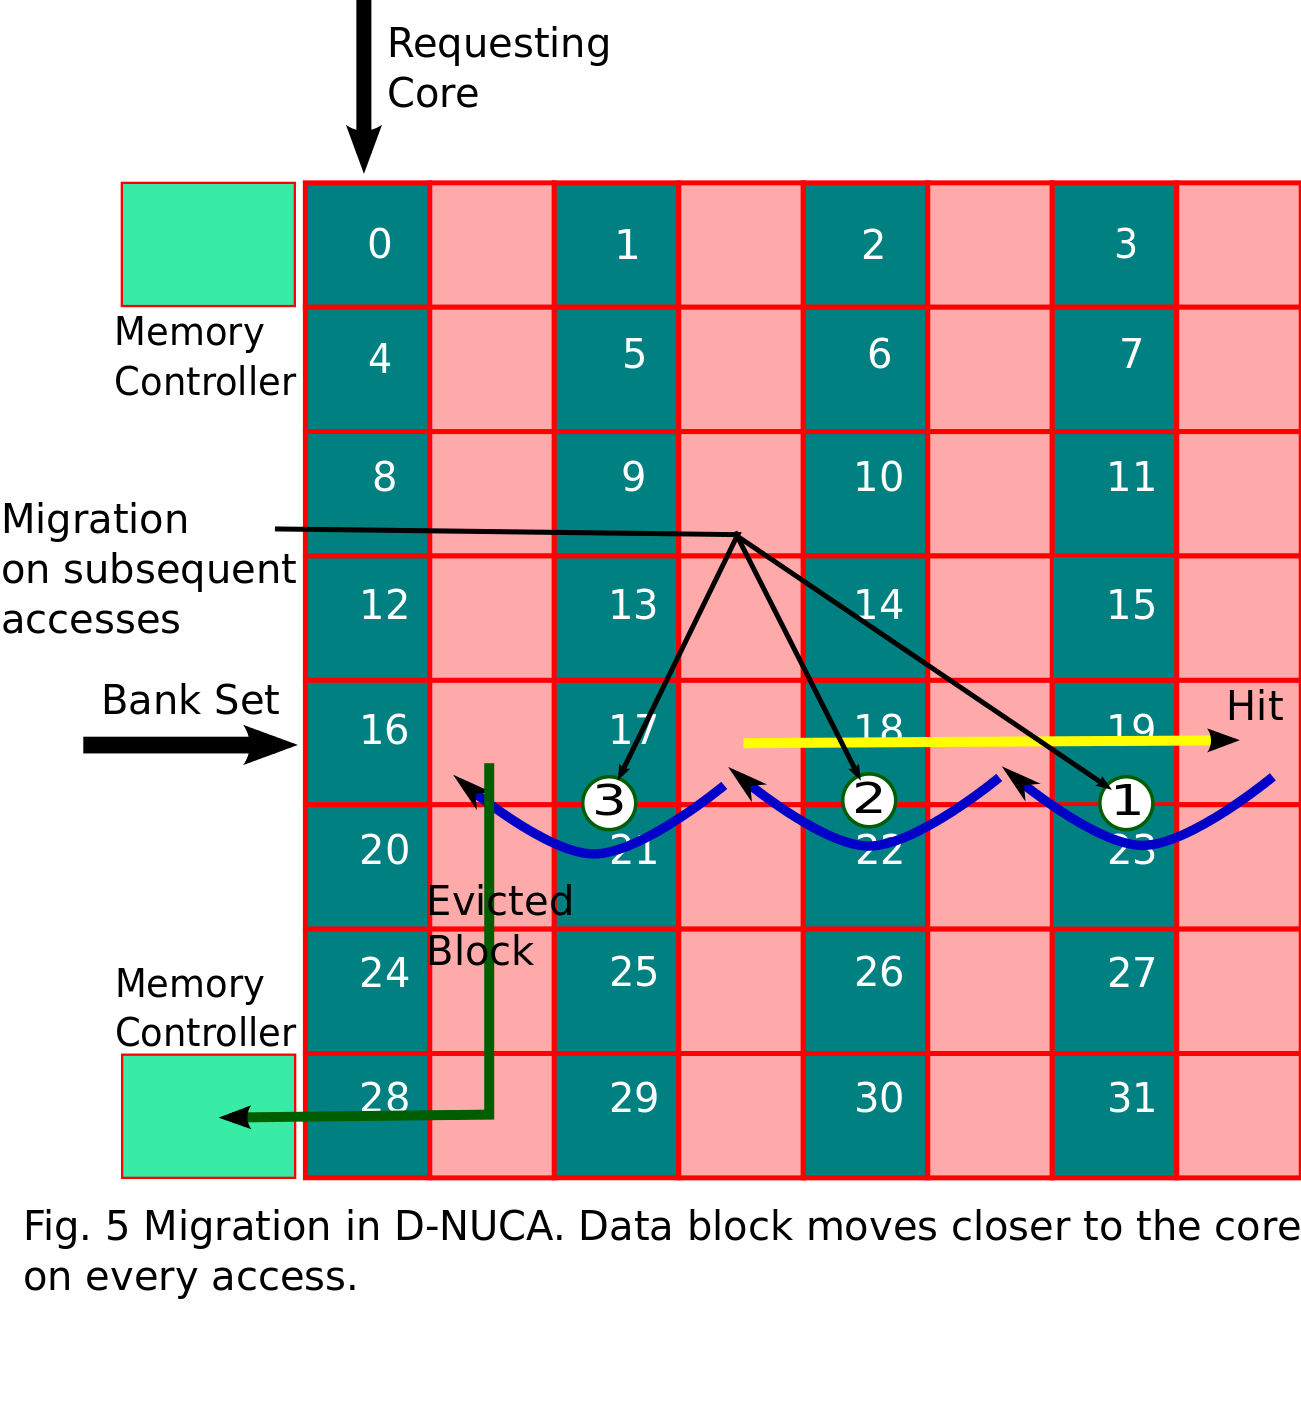 Requesting
Core
0 1 2 3
Memory
Controller
4 5 6 7
8 9 10 11
Migration
on subsequent
accesses
12 13 14 15
Bank Set
16 17 18 19 Hit
3 2 1
20 21 22 23
Evicted
Block
24 25 26 27
Memory
Controller
28 29 30 31
Fig. 5 Migration in D-NUCA. Data block moves closer to the core
on every access.